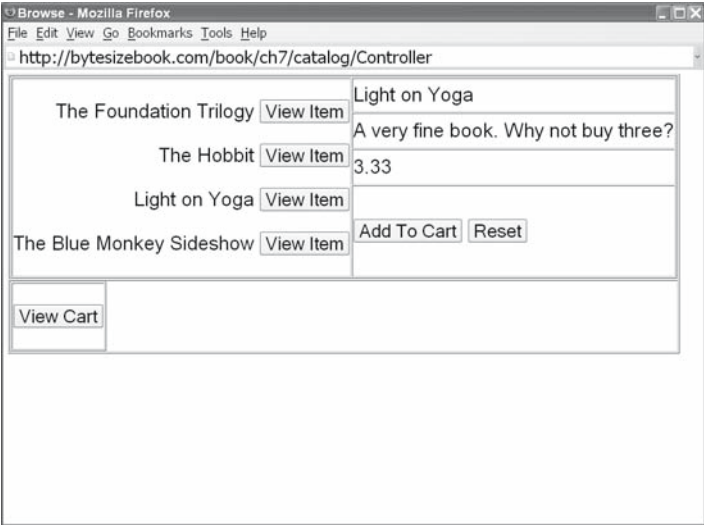 Browse - Mozilla Firefox
File Edit View Go Bookmarks Tools Help
http://bytesizebook.com/book/ch7/catalog/Controller
The Foundation Trilogy View Item
The Hobbit View Item
Light on Yoga View Item
The Blue Monkey Sideshow View Item
Light on Yoga
A very fine book. Why not buy three?
3.33
Add To Cart Reset
View Cart